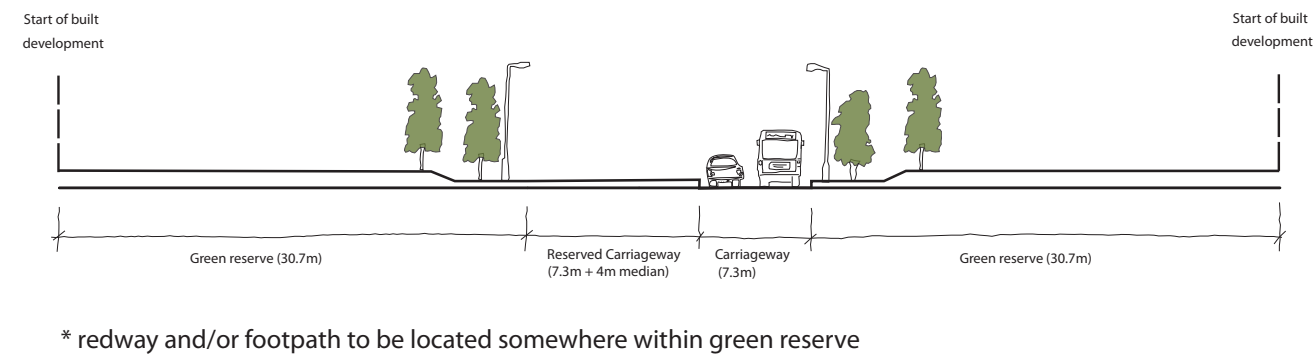 Start of built
development
Start of built
development
Green reserve (30.7m)
Reserved Carriageway
(7.3m + 4m median)
Carriageway
(7.3m)
Green reserve (30.7m)
* redway and/or footpath to be located somewhere within green reserve